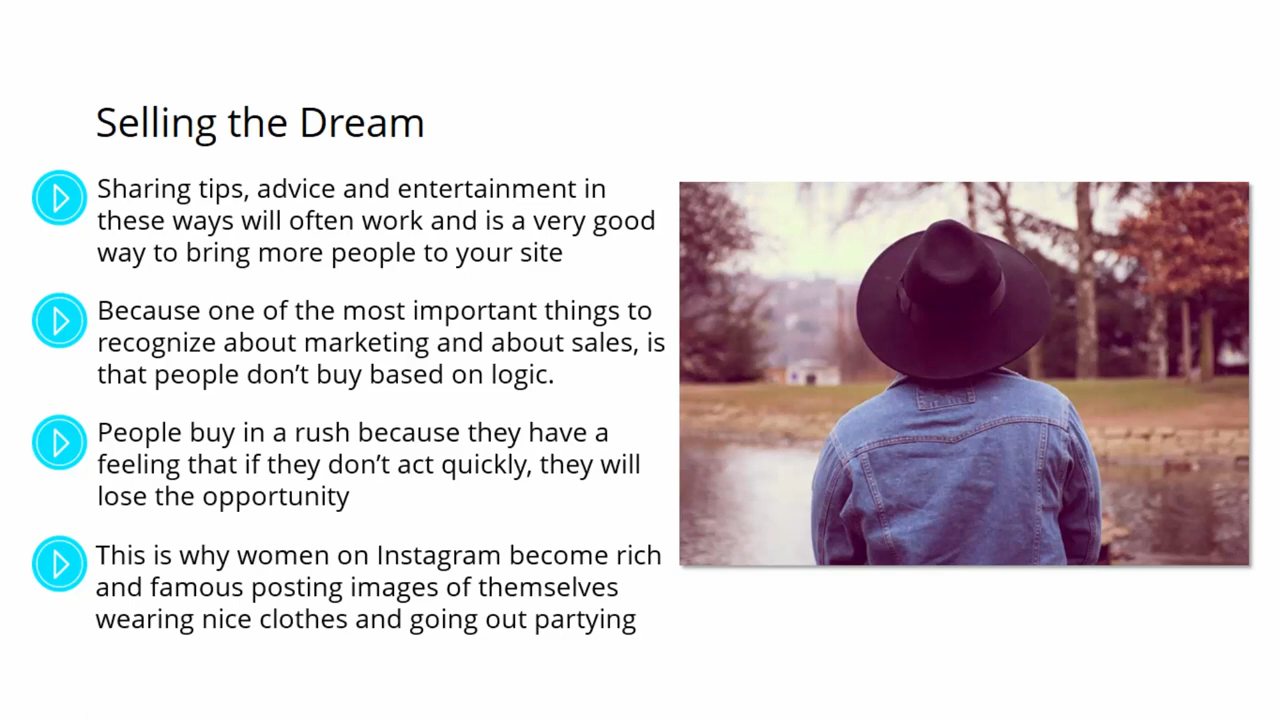 Selling the Dream
Sharing tips, advice and entertainment in
these ways will often work and is a very good
way to bring more people to your site
Because one of the most important things to
recognize about marketing and about sales, is
that people don’t buy based on logic.
People buy in a rush because they have a
feeling that if they don’t act quickly, they will
lose the opportunity
This is why women on Instagram become rich
and famous posting images of themselves
wearing nice clothes and going out partying